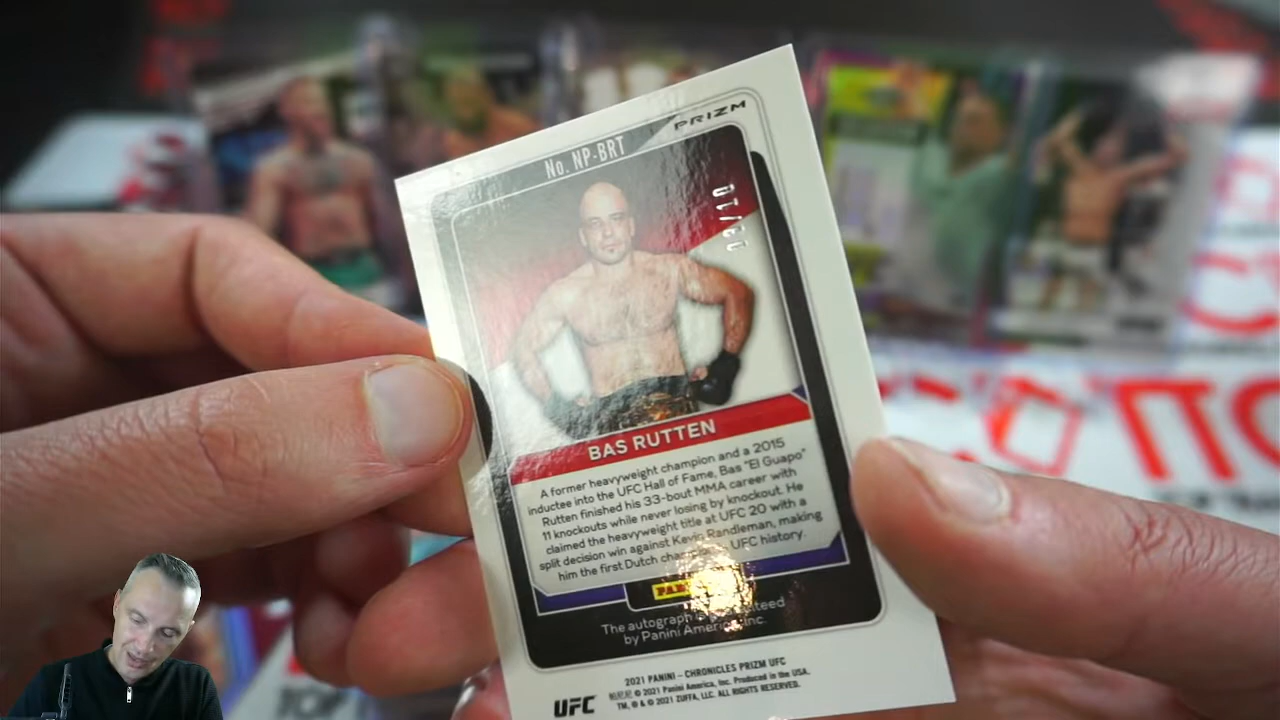 PRIZM
No. NP-BRT
BAS RUTTEN
A former heavyweight champion and a 2015
inductee into the UFC Hall of Fame, Bas "El Guapo"
Rutten finished his 33-bout MMA career with
11 knockouts while never losing by knockout. He
claimed the heavyweight title at UFC 20 with a
split decision win against Kevin Randleman, making
him the first Dutch UFC history.
The autograph
by Panini America, Inc.
2021 PANINI – CHRONICLES PRIZM UFC
© 2021 Panini America, Inc. Produced in the USA.
TM, ® & © 2021 ZUFFA, LLC. ALL RIGHTS RESERVED.
UFC